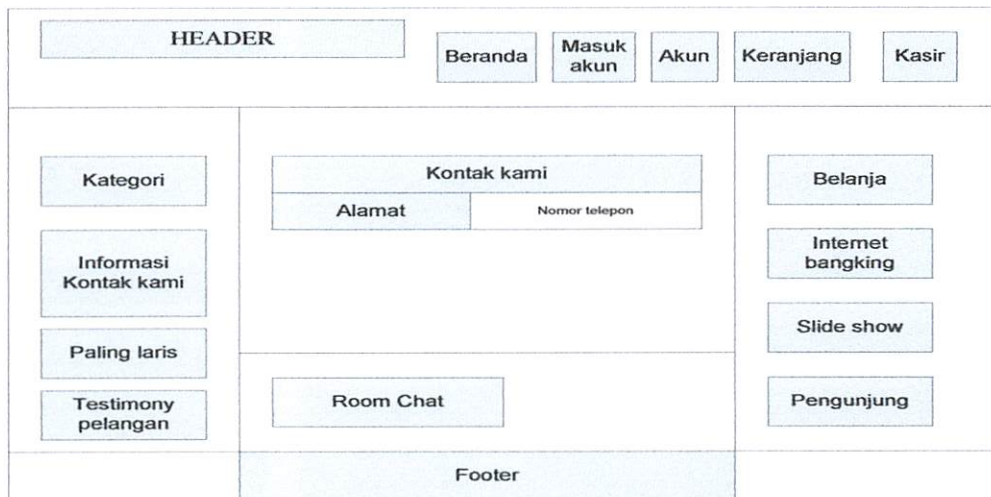 HEADER
Beranda
Masuk
akun
Akun
Keranjang
Kasir
Kategori
Informasi
Kontak kami
Paling laris
Testimony
pelangan
Kontak kami
Alamat
Nomor telepon
Room Chat
Belanja
Internet
bangking
Slide show
Pengunjung
Footer